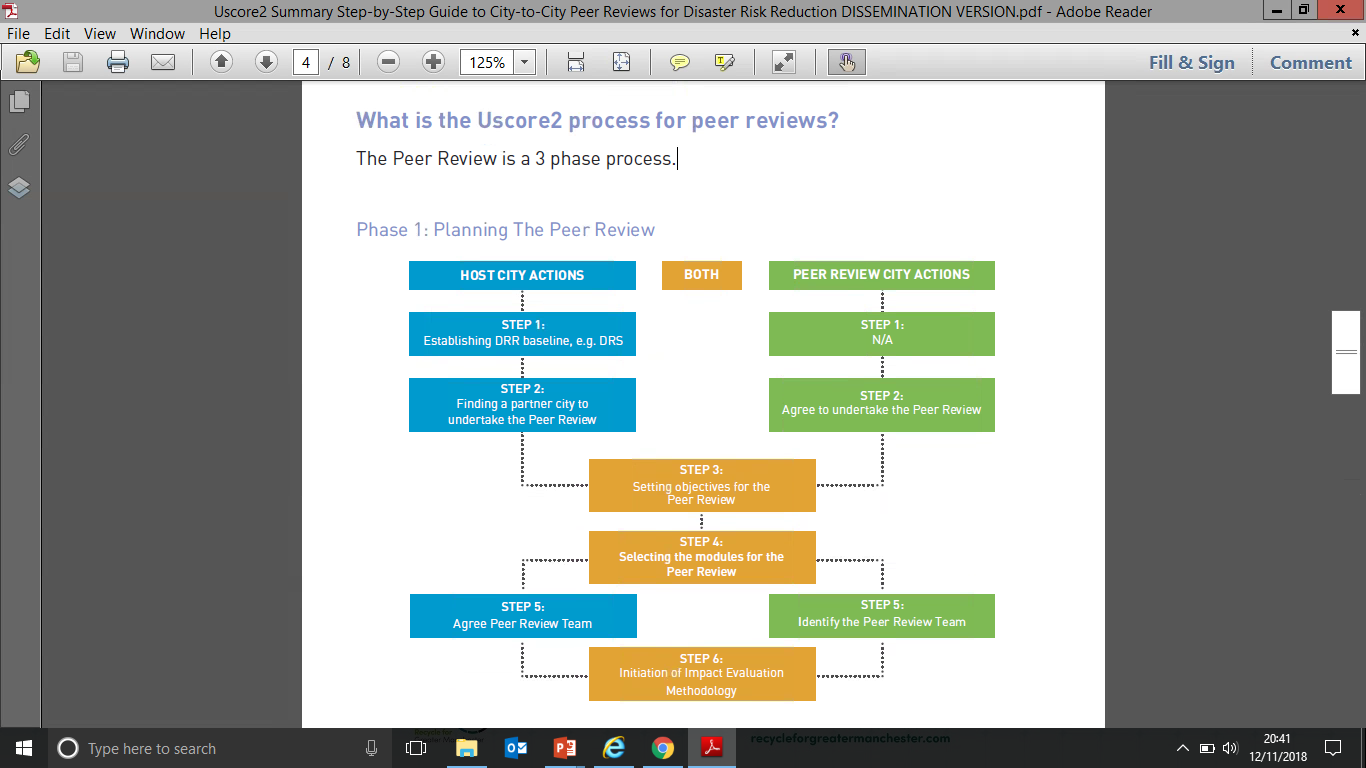 Uscore2 Summary Step-by-Step Guide to City-to-City Peer Reviews for Disaster Risk Reduction DISSEMINATION VERSION.pdf - Adobe Reader
File Edit View Window Help
4 / 8 125% Fill & Sign Comment
What is the Uscore2 process for peer reviews?
The Peer Review is a 3 phase process.
Phase 1: Planning The Peer Review
HOST CITY ACTIONS
BOTH
PEER REVIEW CITY ACTIONS
STEP 1:
Establishing DRR baseline, e.g. DRS
STEP 1:
N/A
STEP 2:
Finding a partner city to
undertake the Peer Review
STEP 2:
Agree to undertake the Peer Review
STEP 3:
Setting objectives for the
Peer Review
STEP 4:
Selecting the modules for the
Peer Review
STEP 5:
Agree Peer Review Team
STEP 5:
Identify the Peer Review Team
STEP 6:
Initiation of Impact Evaluation
Methodology
recycleforgreatermanchester.com
Type here to search
20:41
12/11/2018